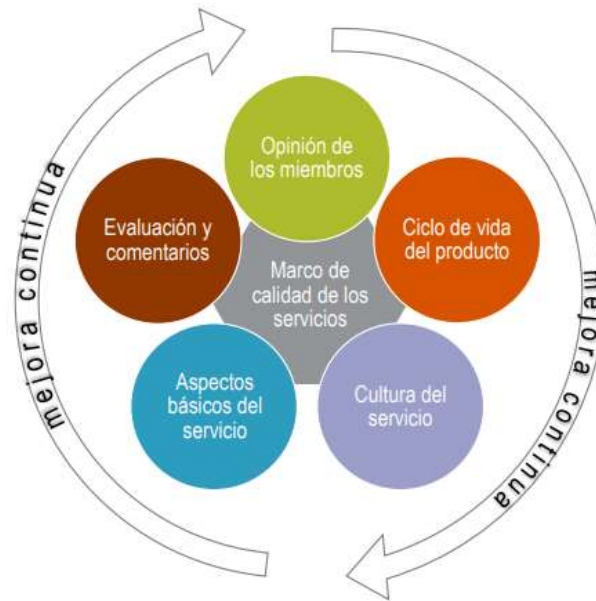 Opinión de
los miembros
Evaluación y
comentarios
Ciclo de vida
del producto
Marco de
calidad de los
servicios
Aspectos
básicos del
servicio
Cultura del
servicio
mejora continua
mejora continua